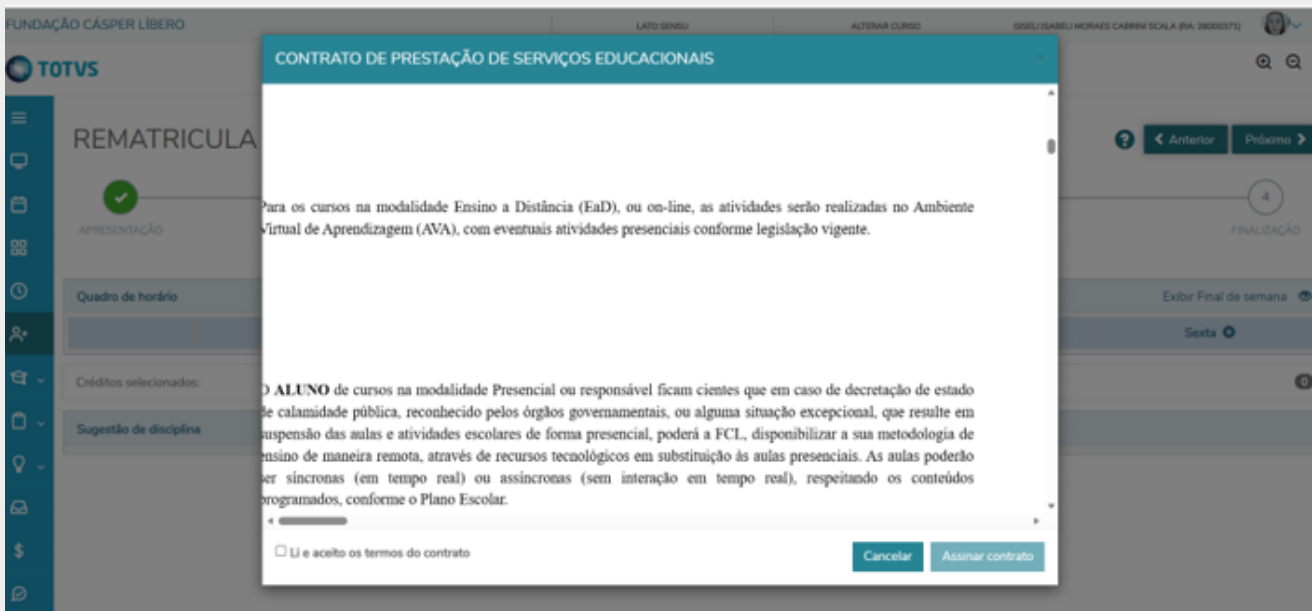 FUNDAÇÃO CÁSPER LÍBERO LATO SENSU ALTERAR CURSO GISELI ISABELI MORAES CABRINI SCALA (RA: 26000371)
TOTVS
CONTRATO DE PRESTAÇÃO DE SERVIÇOS EDUCACIONAIS
REMATRICULA
Anterior Próximo
4
APRESENTAÇÃO FINALIZAÇÃO
Para os cursos na modalidade Ensino a Distância (EaD), ou on-line, as atividades serão realizadas no Ambiente
Virtual de Aprendizagem (AVA), com eventuais atividades presenciais conforme legislação vigente.
Quadro de horário Exibir Final de semana
Sexta
Créditos selecionados: 0
Sugestão de disciplina
O ALUNO de cursos na modalidade Presencial ou responsável ficam cientes que em caso de decretação de estado
de calamidade pública, reconhecido pelos órgãos governamentais, ou alguma situação excepcional, que resulte em
suspensão das aulas e atividades escolares de forma presencial, poderá a FCL, disponibilizar a sua metodologia de
ensino de maneira remota, através de recursos tecnológicos em substituição às aulas presenciais. As aulas poderão
ser síncronas (em tempo real) ou assíncronas (sem interação em tempo real), respeitando os conteúdos
programados, conforme o Plano Escolar.
Li e aceito os termos do contrato
Cancelar Assinar contrato